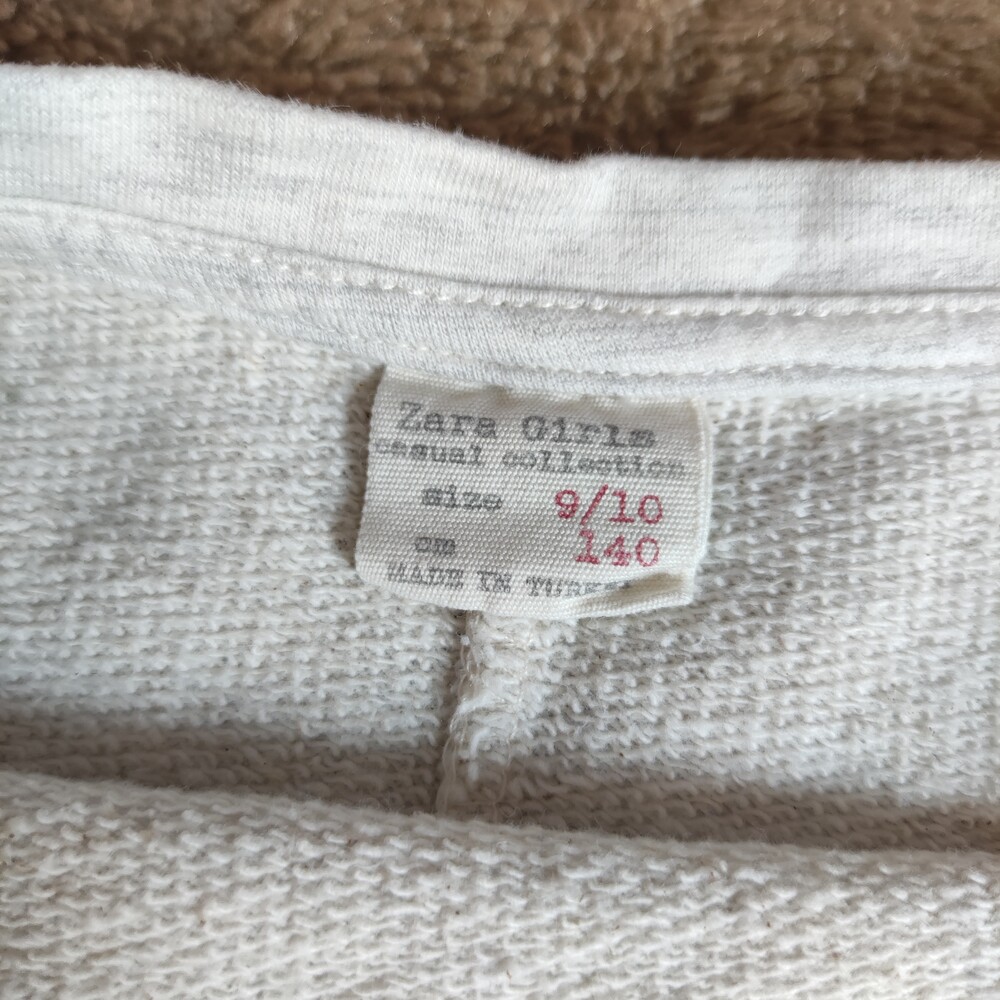 Zara Girls
casual collection
size 9/10
cm 140
MADE IN TURKEY